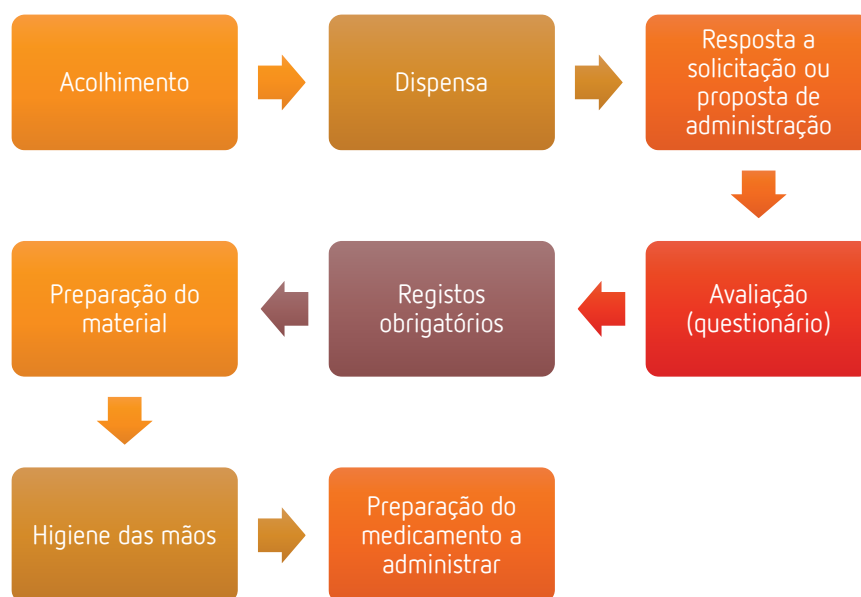 Acolhimento
Dispensa
Resposta a
solicitação ou
proposta de
administração
Avaliação
(questionário)
Registos
obrigatórios
Preparação do
material
Higiene das mãos
Preparação do
medicamento a
administrar